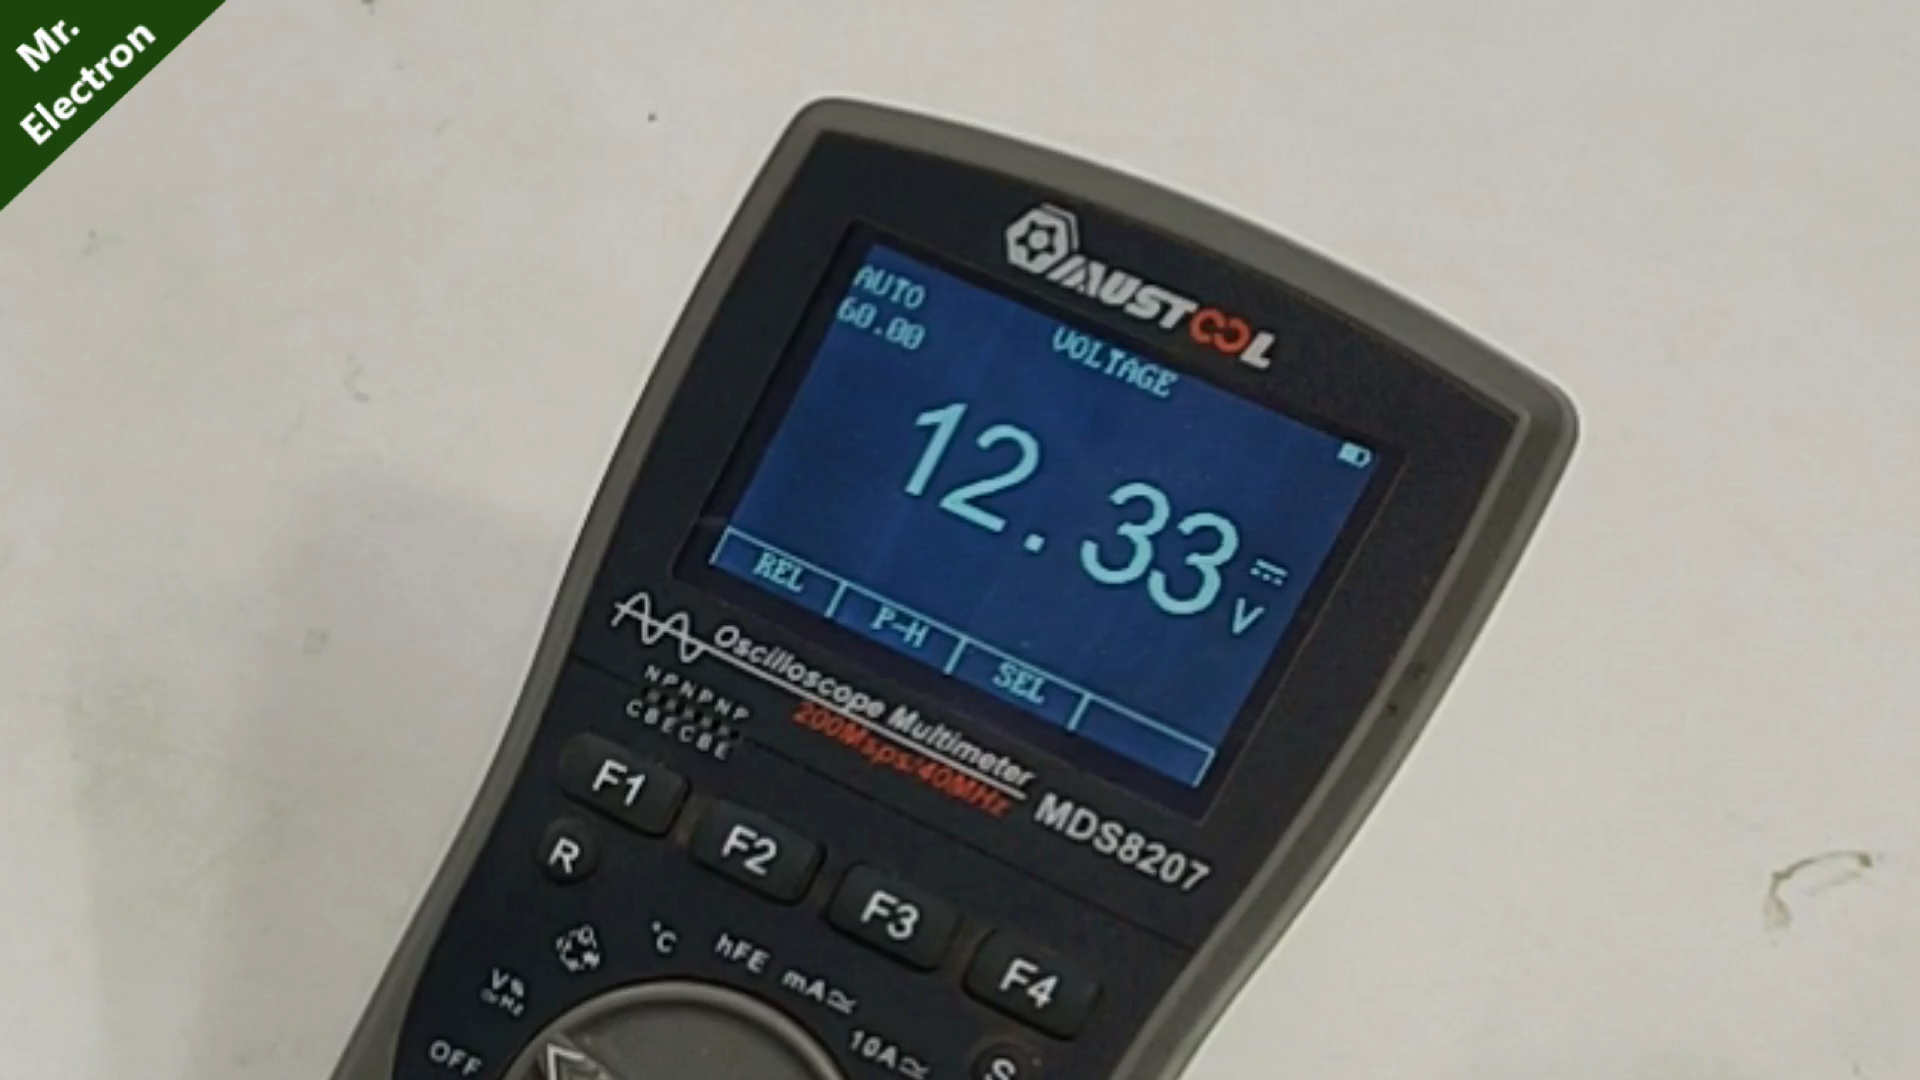 Mr.
Electron
MUSTOOL
AUTO
60.00
VOLTAGE
12.33
V
REL
P-H
SEL
Oscilloscope Multimeter
200Msps/40MHz
MDS8207
NPNPNP
CBECBE
F1
F2
F3
F4
R
°C
hFE
mA
10A
V%
OFF
S